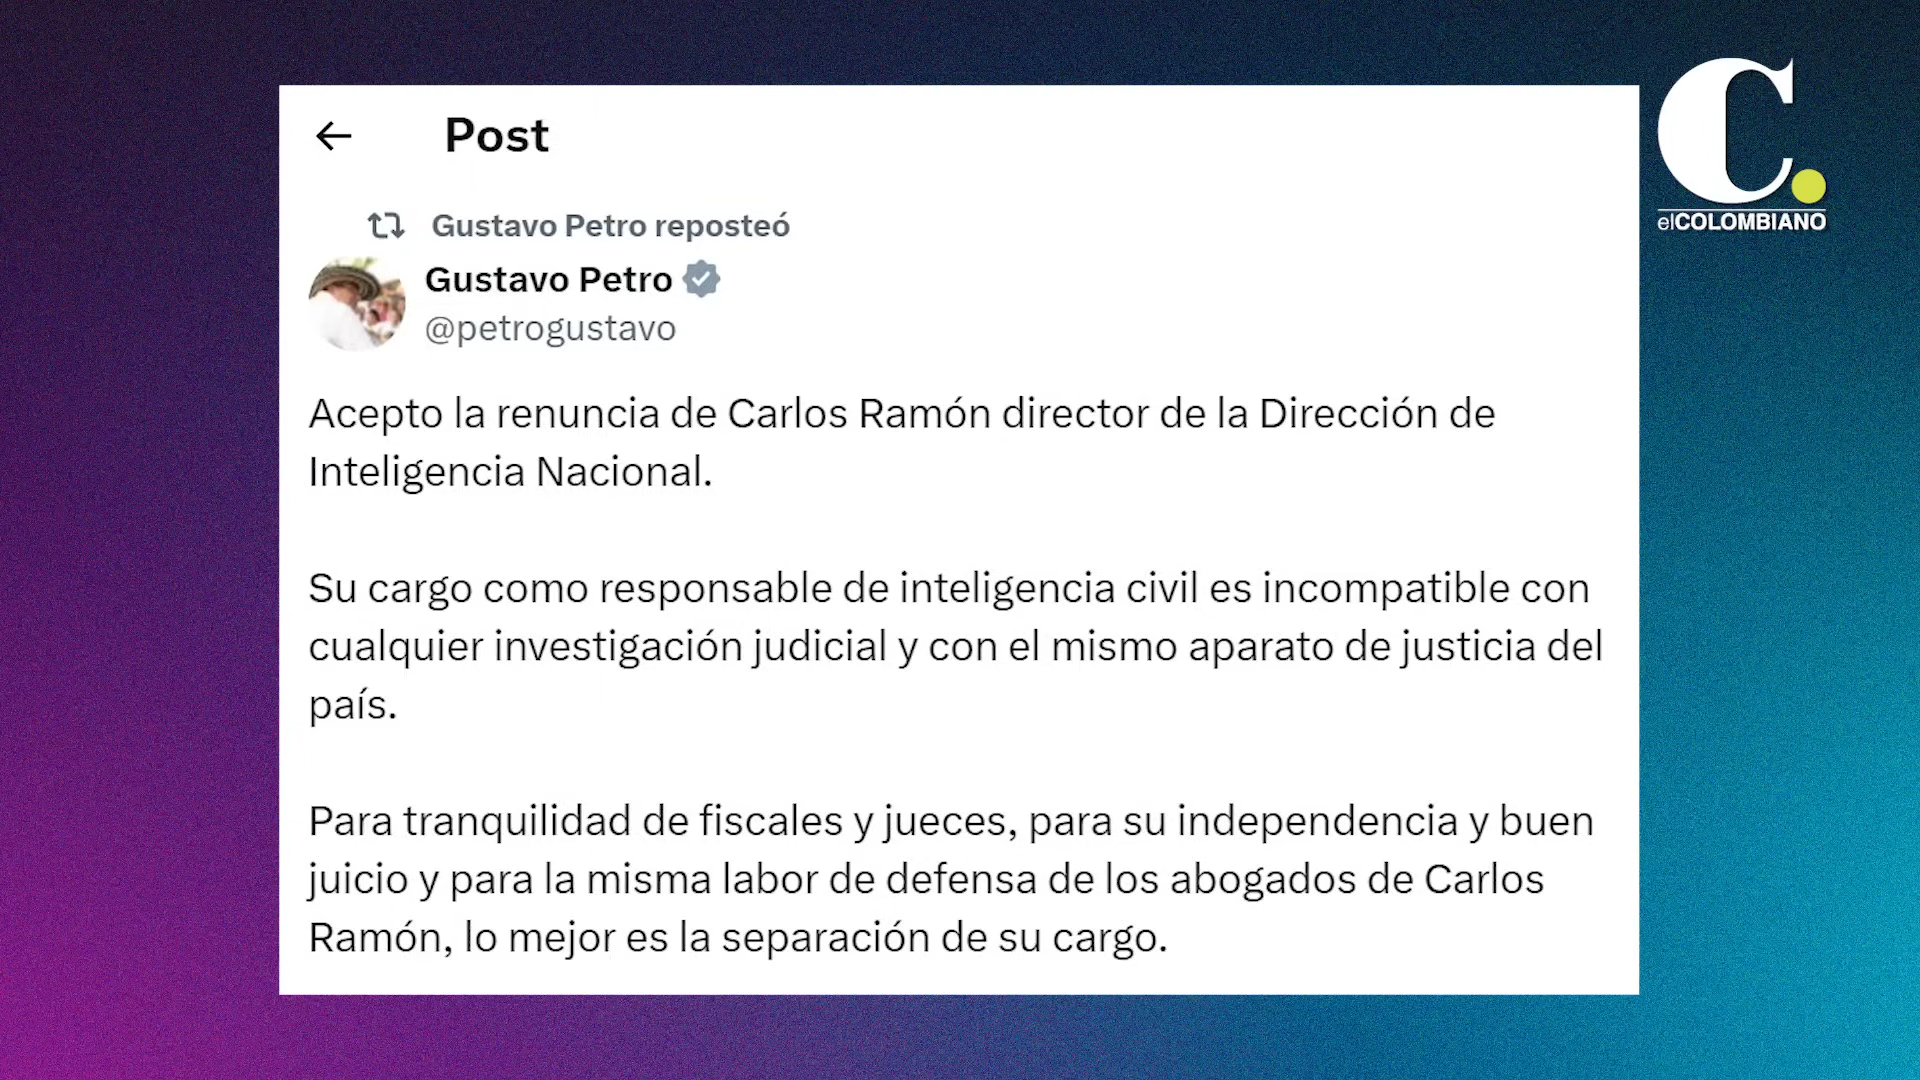 Post
Gustavo Petro reposteó
Gustavo Petro
@petrogustavo
Acepto la renuncia de Carlos Ramón director de la Dirección de
Inteligencia Nacional.
Su cargo como responsable de inteligencia civil es incompatible con
cualquier investigación judicial y con el mismo aparato de justicia del
país.
Para tranquilidad de fiscales y jueces, para su independencia y buen
juicio y para la misma labor de defensa de los abogados de Carlos
Ramón, lo mejor es la separación de su cargo.
C.
elCOLOMBIANO